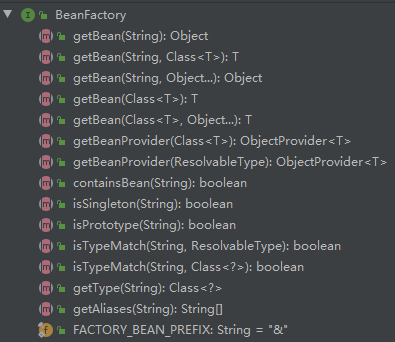 I BeanFactory
m getBean(String): Object
m getBean(String, Class<T>): T
m getBean(String, Object...): Object
m getBean(Class<T>): T
m getBean(Class<T>, Object...): T
m getBeanProvider(Class<T>): ObjectProvider<T>
m getBeanProvider(ResolvableType): ObjectProvider<T>
m containsBean(String): boolean
m isSingleton(String): boolean
m isPrototype(String): boolean
m isTypeMatch(String, ResolvableType): boolean
m isTypeMatch(String, Class<?>): boolean
m getType(String): Class<?>
m getAliases(String): String[]
f FACTORY_BEAN_PREFIX: String = "&"